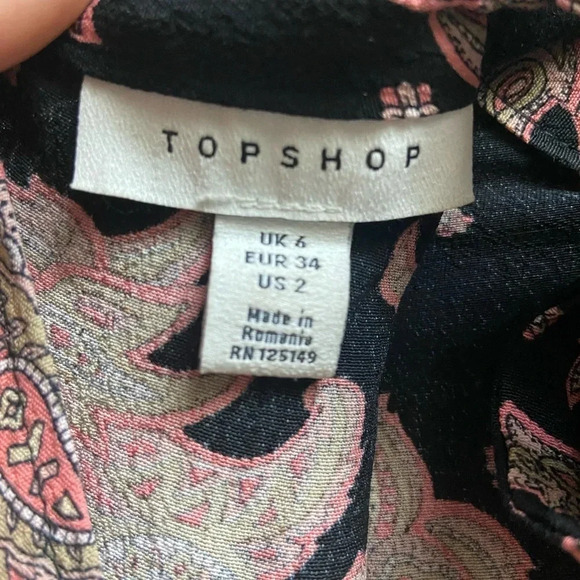 TOPSHOP
UK 6
EUR 34
US 2
Made in
Romania
RN 125149